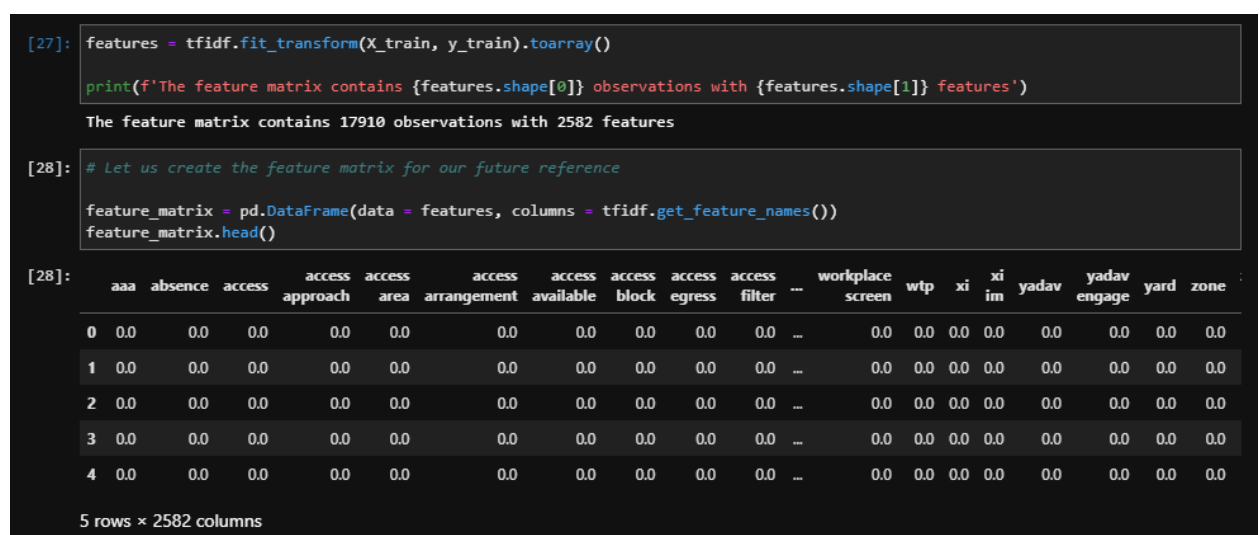 [27]: features = tfidf.fit_transform(X_train, y_train).toarray()
print(f'The feature matrix contains {features.shape[0]} observations with {features.shape[1]} features')
The feature matrix contains 17910 observations with 2582 features
[28]: # Let us create the feature matrix for our future reference
feature_matrix = pd.DataFrame(data = features, columns = tfidf.get_feature_names())
feature_matrix.head()
[28]: aaa absence access access approach access area access arrangement access available access block access egress access filter ... workplace screen wtp xi xi im yadav yadav engage yard zone
0 0.0 0.0 0.0 0.0 0.0 0.0 0.0 0.0 0.0 0.0 ... 0.0 0.0 0.0 0.0 0.0 0.0 0.0 0.0
1 0.0 0.0 0.0 0.0 0.0 0.0 0.0 0.0 0.0 0.0 ... 0.0 0.0 0.0 0.0 0.0 0.0 0.0 0.0
2 0.0 0.0 0.0 0.0 0.0 0.0 0.0 0.0 0.0 0.0 ... 0.0 0.0 0.0 0.0 0.0 0.0 0.0 0.0
3 0.0 0.0 0.0 0.0 0.0 0.0 0.0 0.0 0.0 0.0 ... 0.0 0.0 0.0 0.0 0.0 0.0 0.0 0.0
4 0.0 0.0 0.0 0.0 0.0 0.0 0.0 0.0 0.0 0.0 ... 0.0 0.0 0.0 0.0 0.0 0.0 0.0 0.0
5 rows × 2582 columns